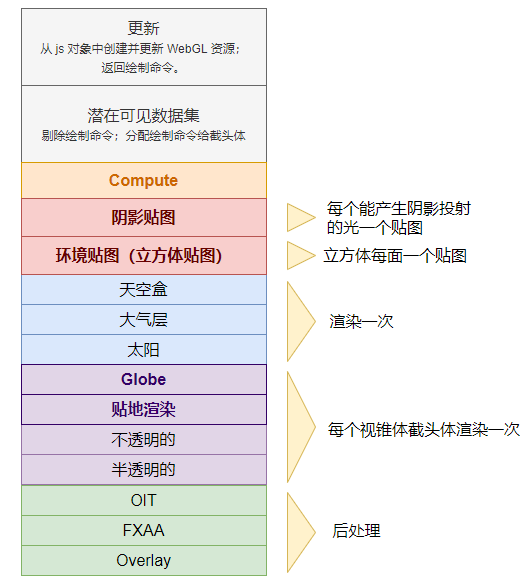 更新
从 js 对象中创建并更新 WebGL 资源；
返回绘制命令。
潜在可见数据集
剔除绘制命令；分配绘制命令给截头体
Compute
阴影贴图
每个能产生阴影投射
的光一个贴图
环境贴图（立方体贴图）
立方体每面一个贴图
天空盒
大气层
太阳
渲染一次
Globe
贴地渲染
不透明的
半透明的
每个视锥体截头体渲染一次
OIT
FXAA
Overlay
后处理